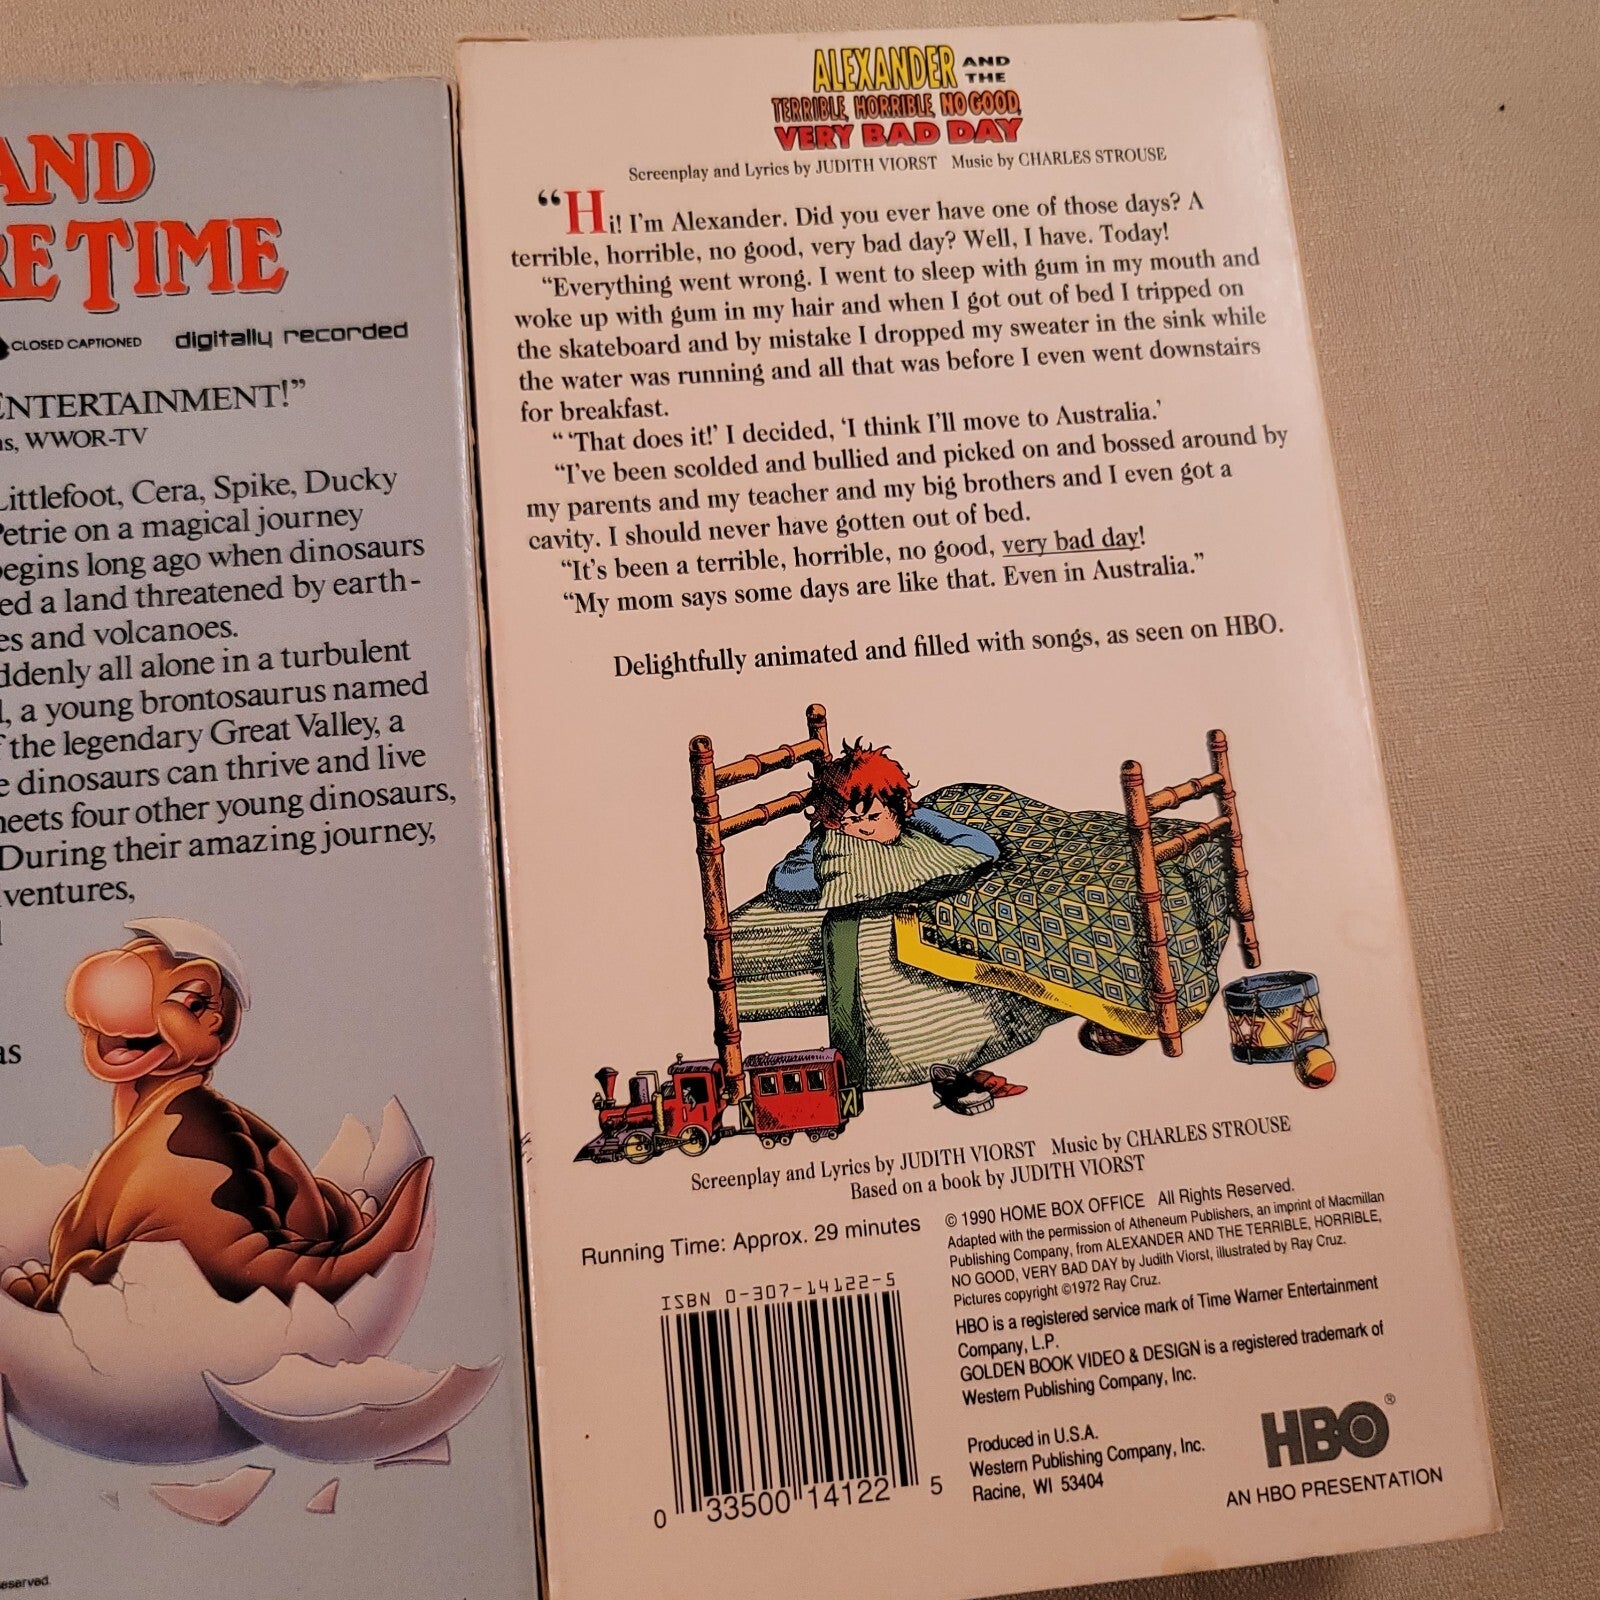 AND
RE TIME
CLOSED CAPTIONED digitally recorded
ENTERTAINMENT!”
WWOR-TV
Littlefoot, Cera, Spike, Ducky
Petrie on a magical journey
begins long ago when dinosaurs
a land threatened by earth-
and volcanoes.
all alone in a turbulent
a young brontosaurus named
the legendary Great Valley, a
dinosaurs can thrive and live
meets four other young dinosaurs,
During their amazing journey,
ventures,
as
eserved.
ALEXANDER AND
THE
TERRIBLE, HORRIBLE, NO GOOD,
VERY BAD DAY
Screenplay and Lyrics by JUDITH VIORST Music by CHARLES STROUSE
“Hi! I'm Alexander. Did you ever have one of those days? A
terrible, horrible, no good, very bad day? Well, I have. Today!
“Everything went wrong. I went to sleep with gum in my mouth and
woke up with gum in my hair and when I got out of bed I tripped on
the skateboard and by mistake I dropped my sweater in the sink while
the water was running and all that was before I even went downstairs
for breakfast.
“ ‘That does it!’ I decided, ‘I think I’ll move to Australia.’
“I’ve been scolded and bullied and picked on and bossed around by
my parents and my teacher and my big brothers and I even got a
cavity. I should never have gotten out of bed.
“It’s been a terrible, horrible, no good, very bad day!
“My mom says some days are like that. Even in Australia.”
Delightfully animated and filled with songs, as seen on HBO.
Screenplay and Lyrics by JUDITH VIORST Music by CHARLES STROUSE
Based on a book by JUDITH VIORST
Running Time: Approx. 29 minutes
© 1990 HOME BOX OFFICE All Rights Reserved.
Adapted with the permission of Atheneum Publishers, an imprint of Macmillan
Publishing Company, from ALEXANDER AND THE TERRIBLE, HORRIBLE,
NO GOOD, VERY BAD DAY by Judith Viorst, illustrated by Ray Cruz.
Pictures copyright ©1972 Ray Cruz.
HBO is a registered service mark of Time Warner Entertainment
Company, L.P.
GOLDEN BOOK VIDEO & DESIGN is a registered trademark of
Western Publishing Company, Inc.
ISBN 0-307-14122-5
0 33500 14122 5
Produced in U.S.A.
Western Publishing Company, Inc.
Racine, WI 53404
HBO®
AN HBO PRESENTATION